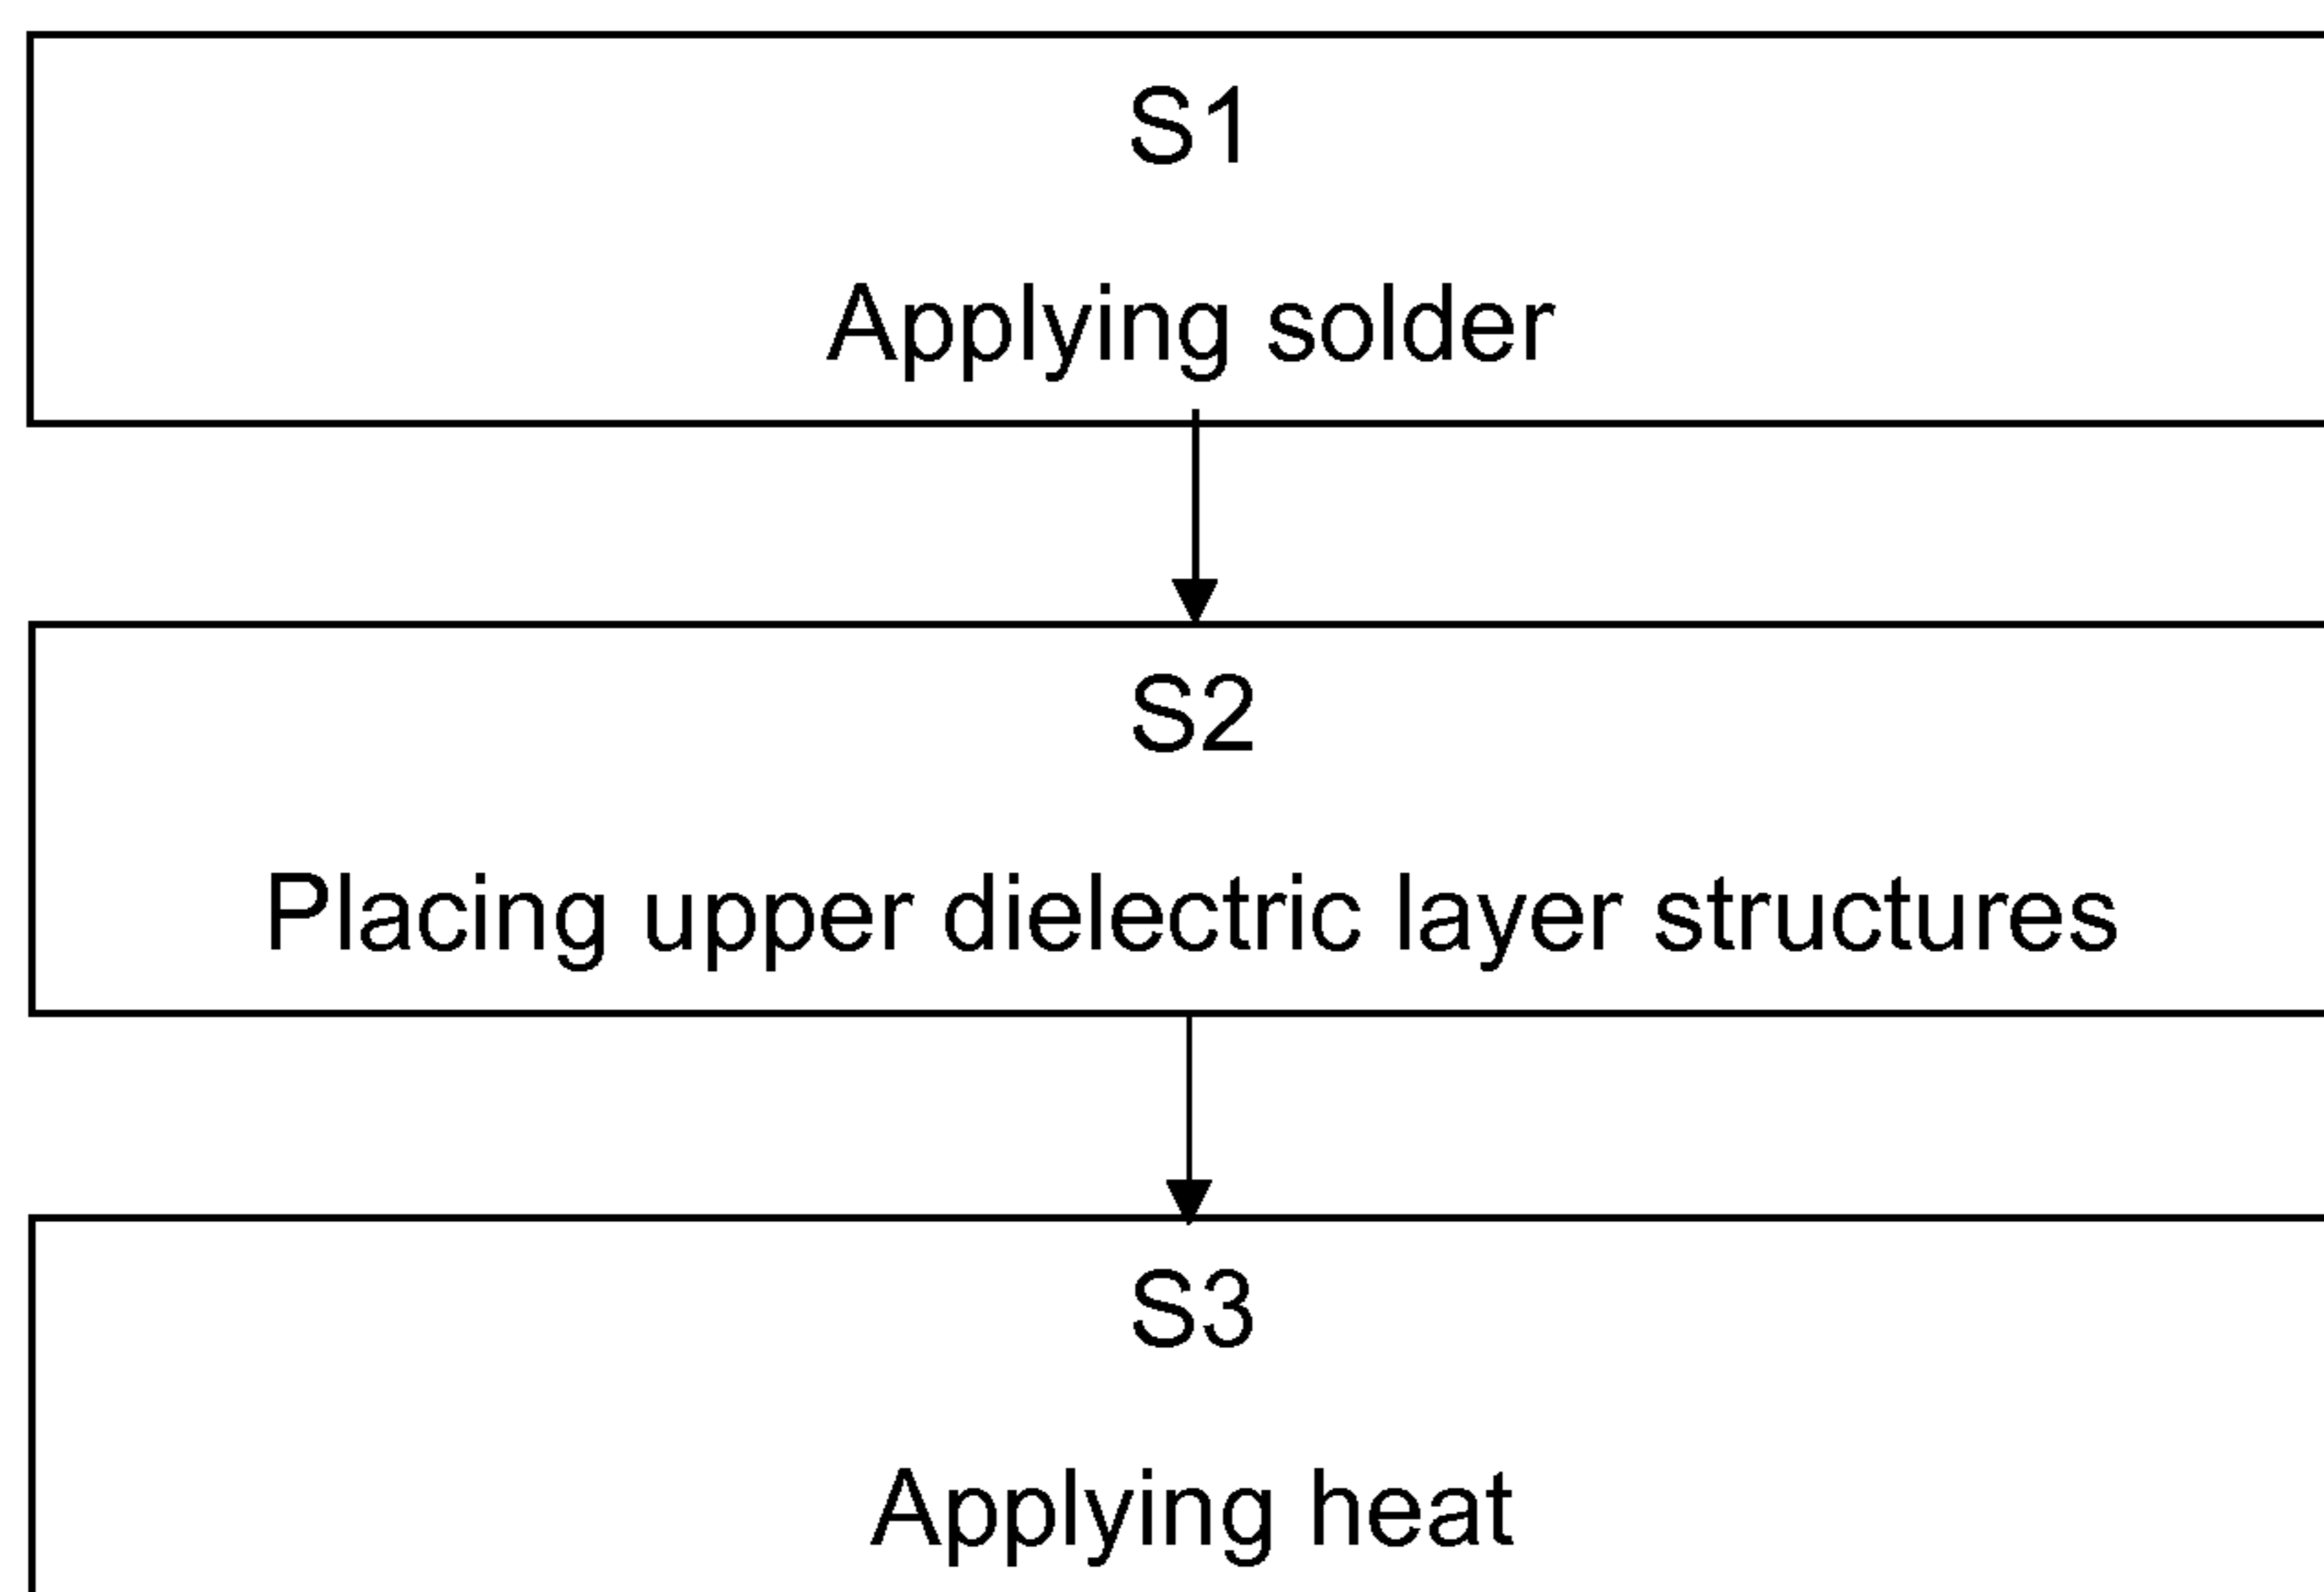 S1
Applying solder
S2
Placing upper dielectric layer structures
S3
Applying heat